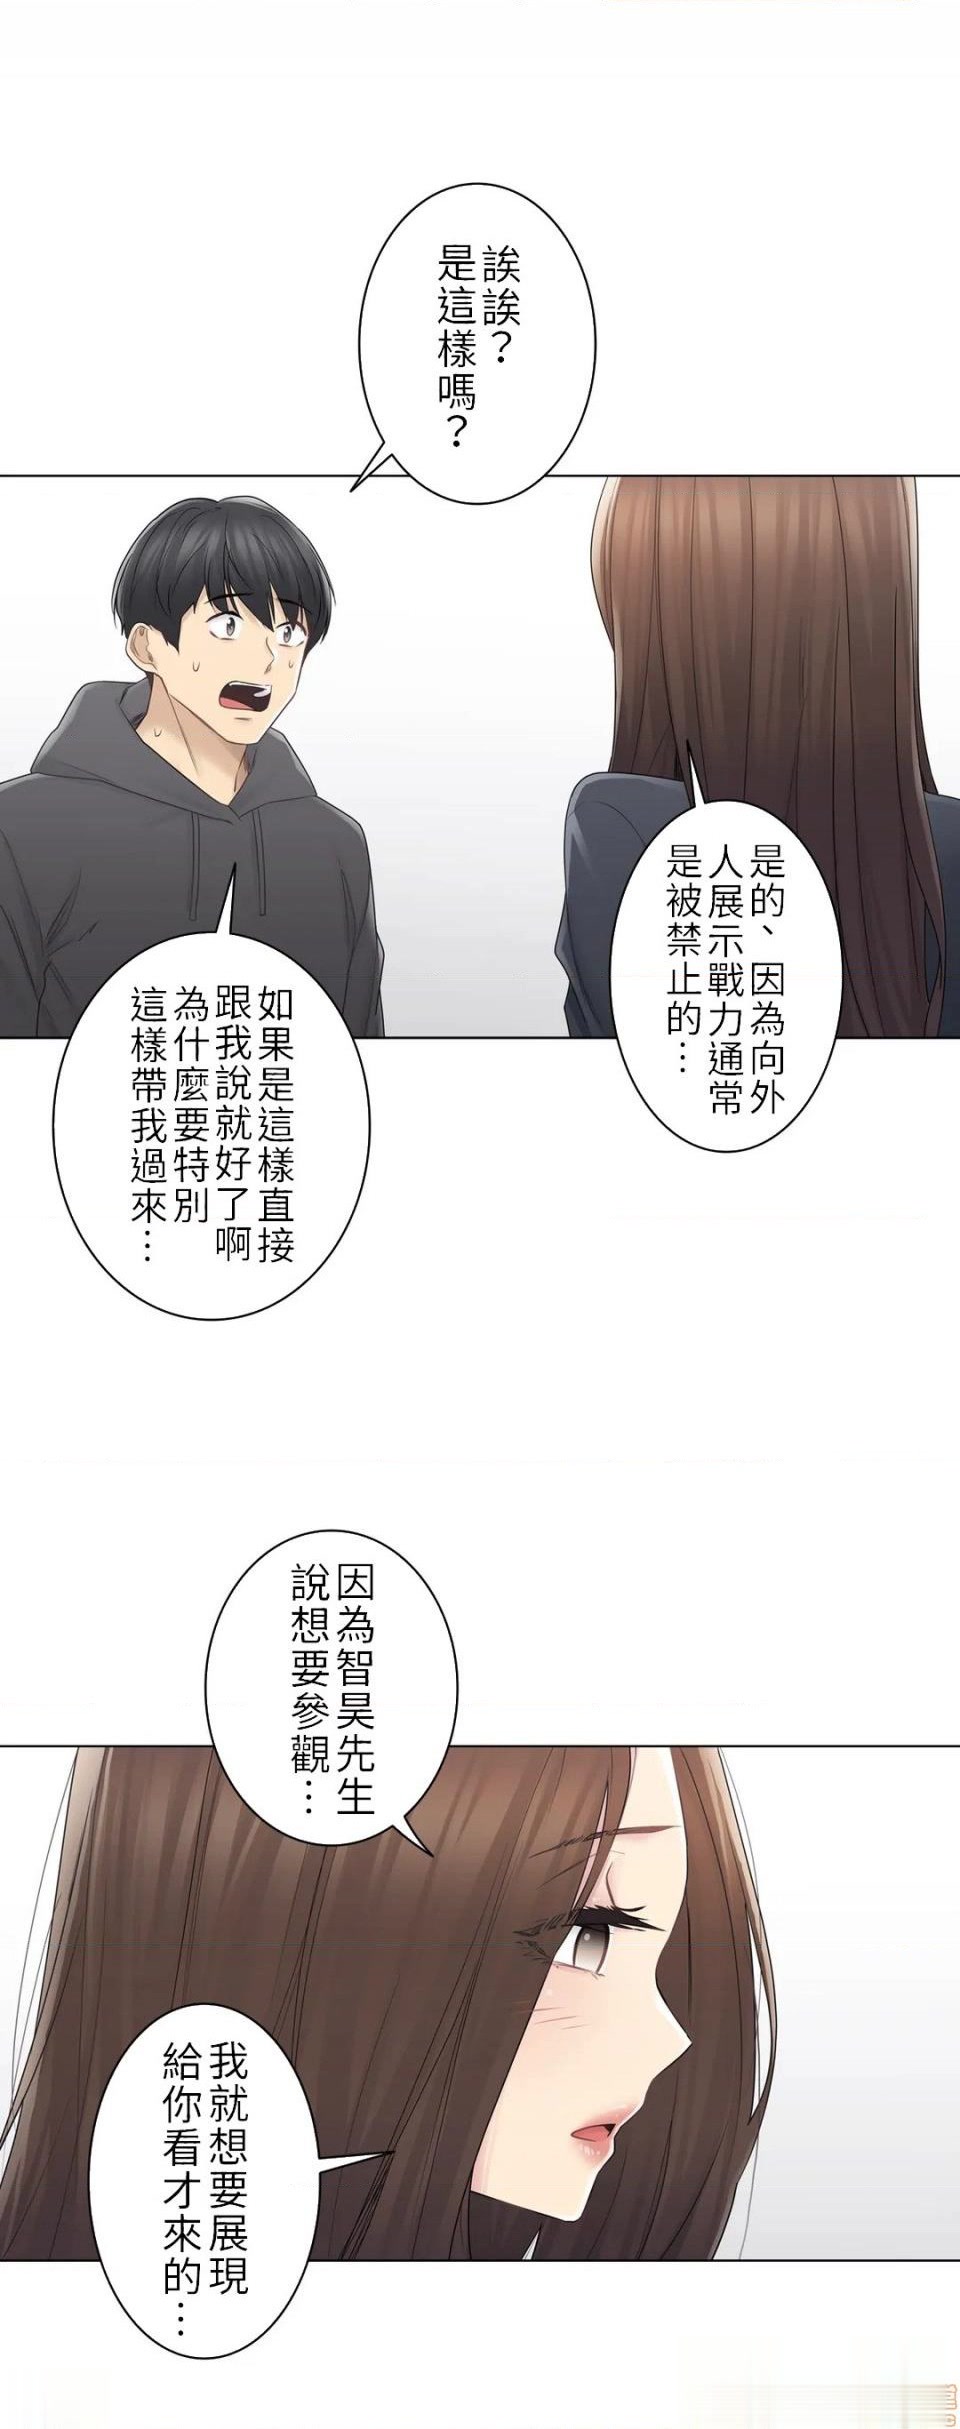 誒誒？
是這樣嗎？
是的、因為向外
人展示戰力通常
是被禁止的…
如果是這樣直接
跟我說就好了啊
為什麼要特別
這樣帶我過來…
因為智昊先生
說想要參觀…
我就想要展現
給你看才來的…